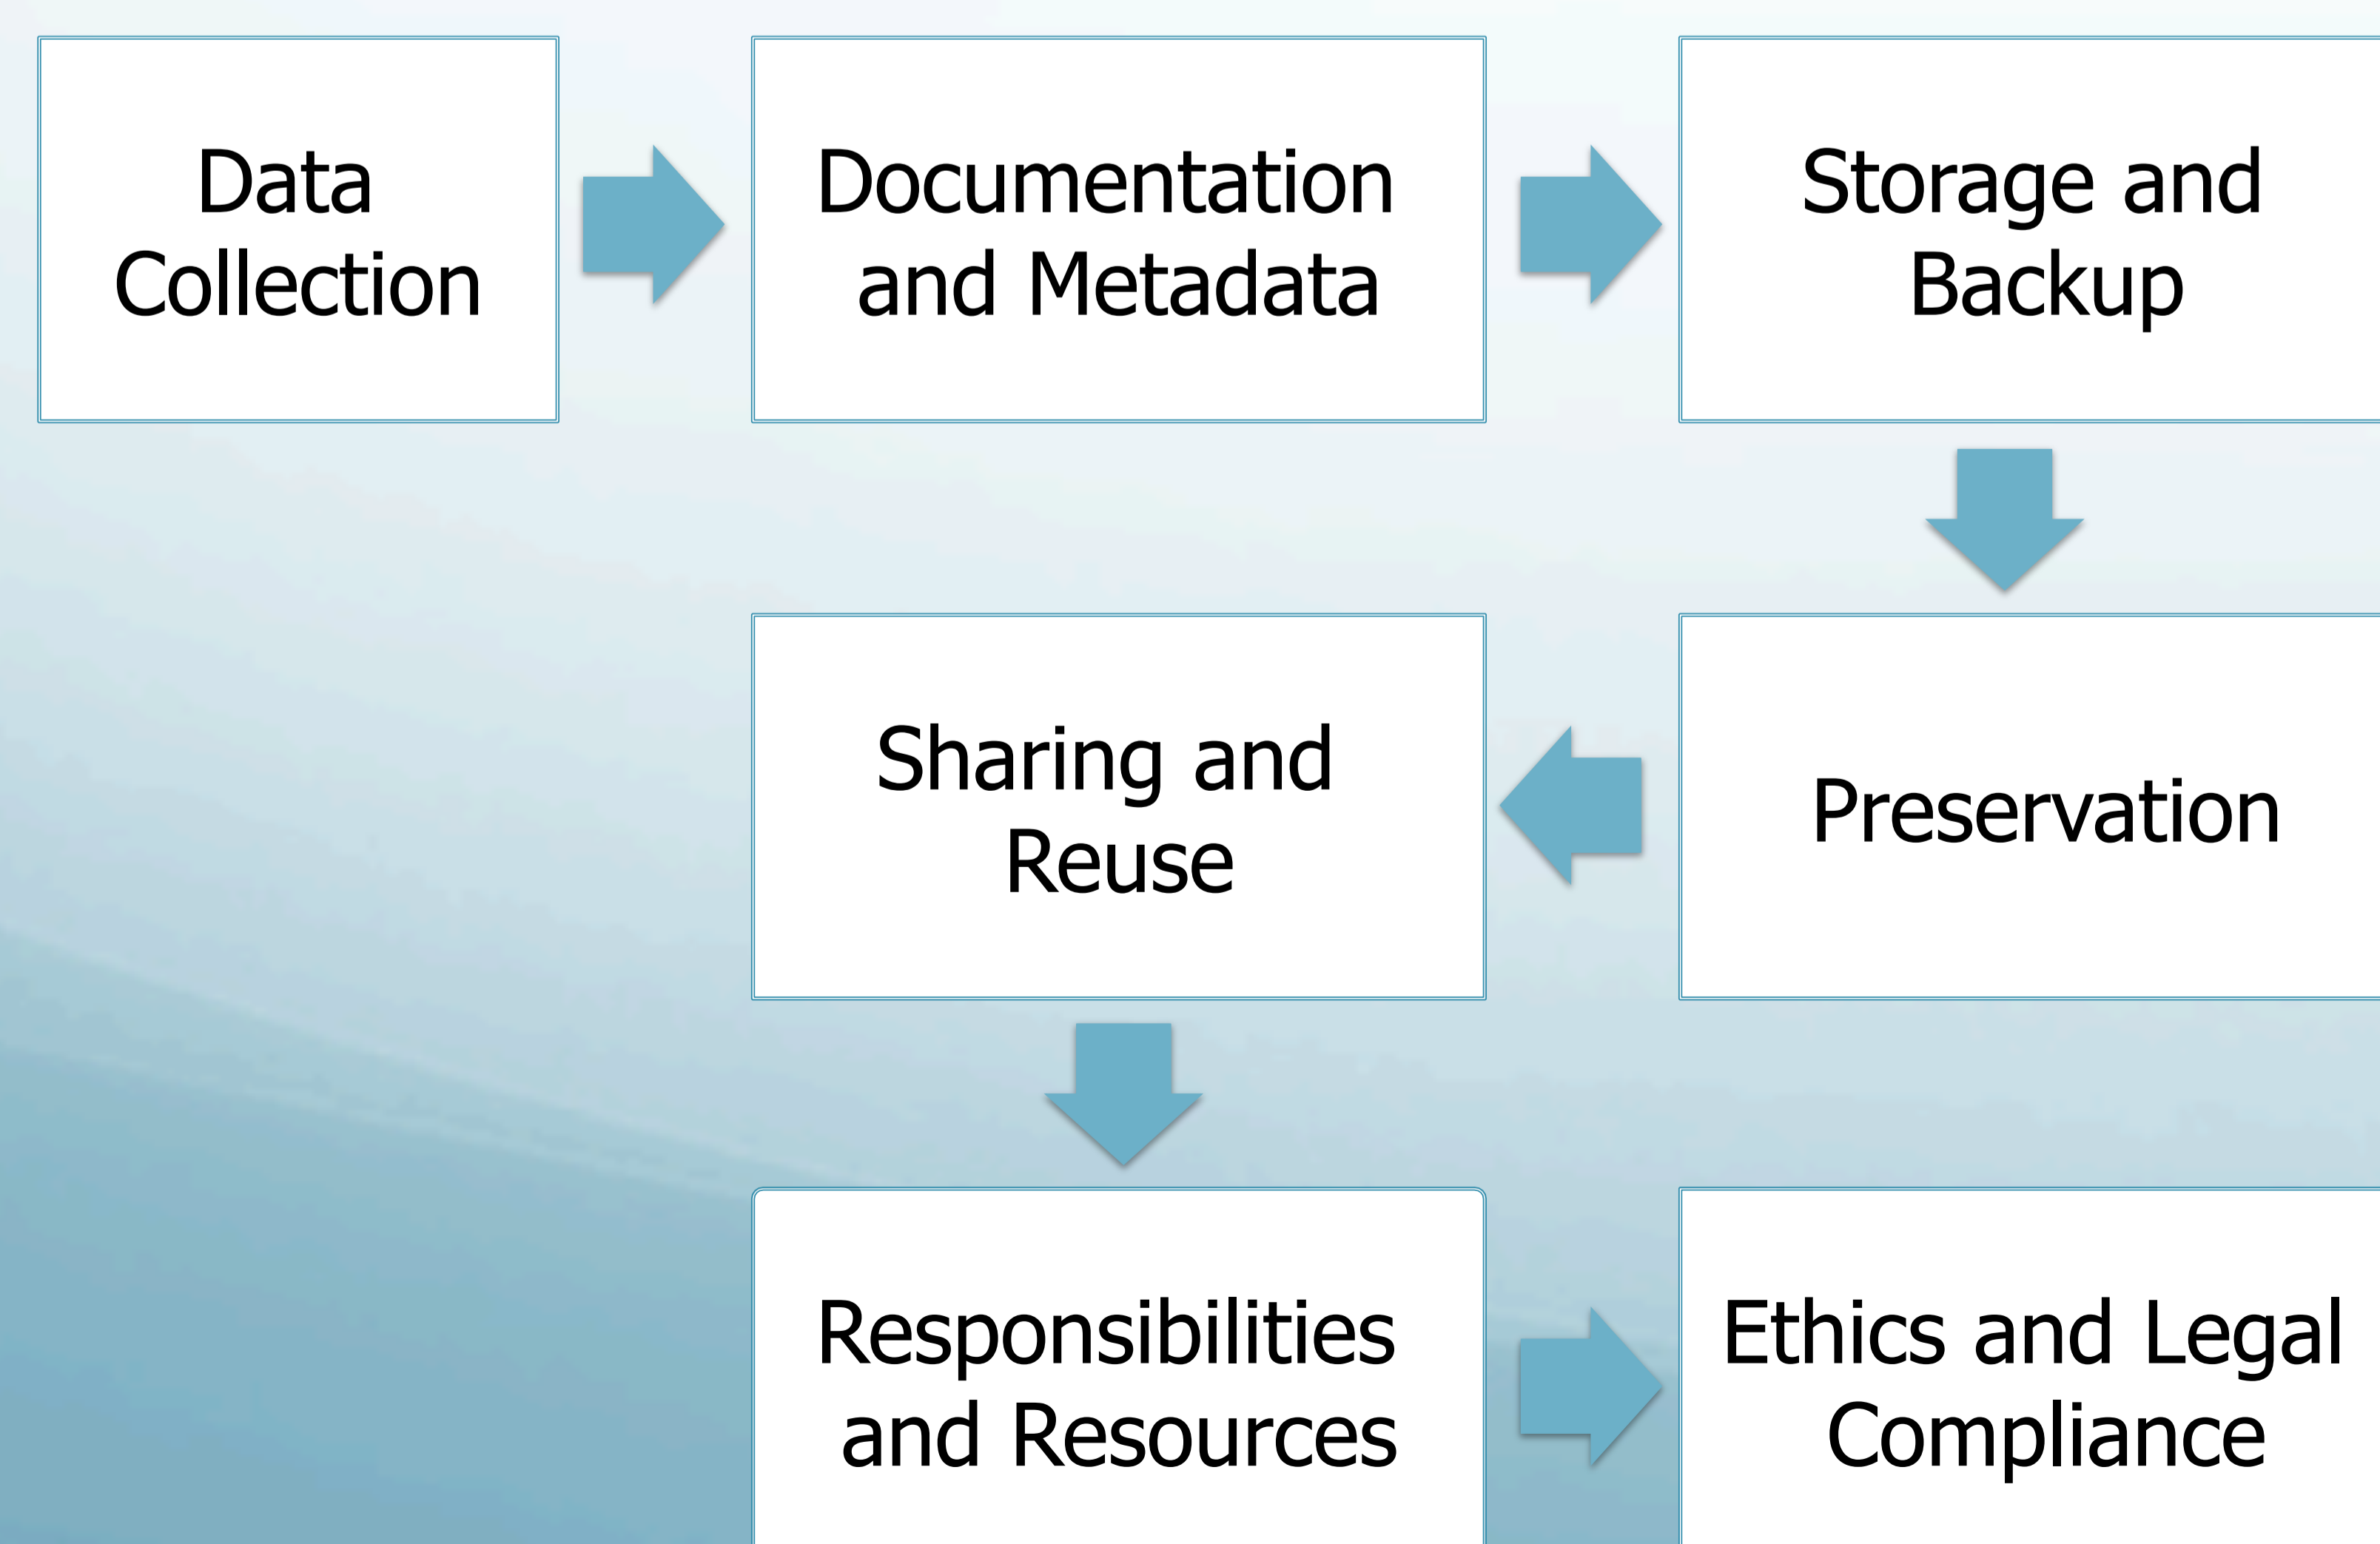 Data
Collection
Documentation
and Metadata
Storage and
Backup
Preservation
Sharing and
Reuse
Responsibilities
and Resources
Ethics and Legal
Compliance